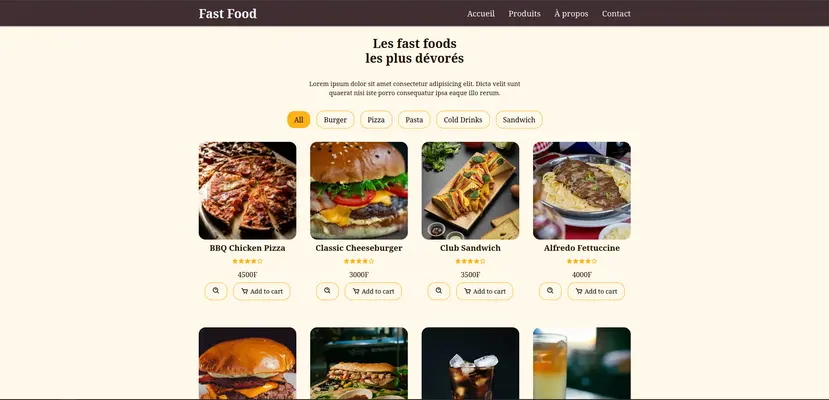 Fast Food
Accueil Produits À propos Contact
Les fast foods
les plus dévorés
Lorem ipsum dolor sit amet consectetur adipisicing elit. Dicta velit sunt
quaerat nisi iste porro consequatur ipsa eaque illo rerum.
All Burger Pizza Pasta Cold Drinks Sandwich
BBQ Chicken Pizza Classic Cheeseburger Club Sandwich Alfredo Fettuccine
4500F 3000F 3500F 4000F
Add to cart Add to cart Add to cart Add to cart